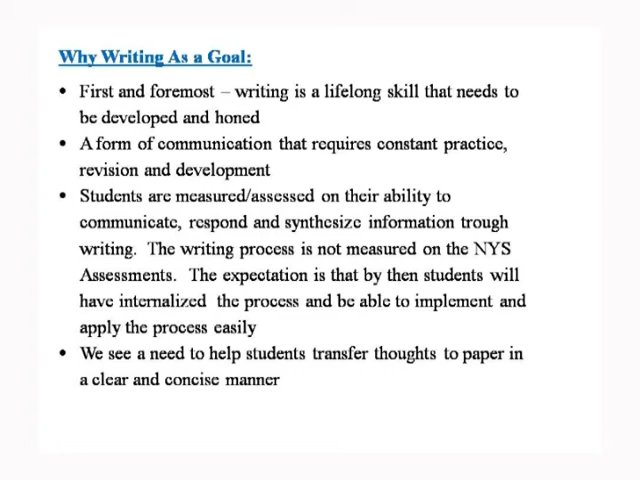 Why Writing As a Goal:
• First and foremost – writing is a lifelong skill that needs to
be developed and honed
• A form of communication that requires constant practice,
revision and development
• Students are measured/assessed on their ability to
communicate, respond and synthesize information trough
writing. The writing process is not measured on the NYS
Assessments. The expectation is that by then students will
have internalized the process and be able to implement and
apply the process easily
• We see a need to help students transfer thoughts to paper in
a clear and concise manner